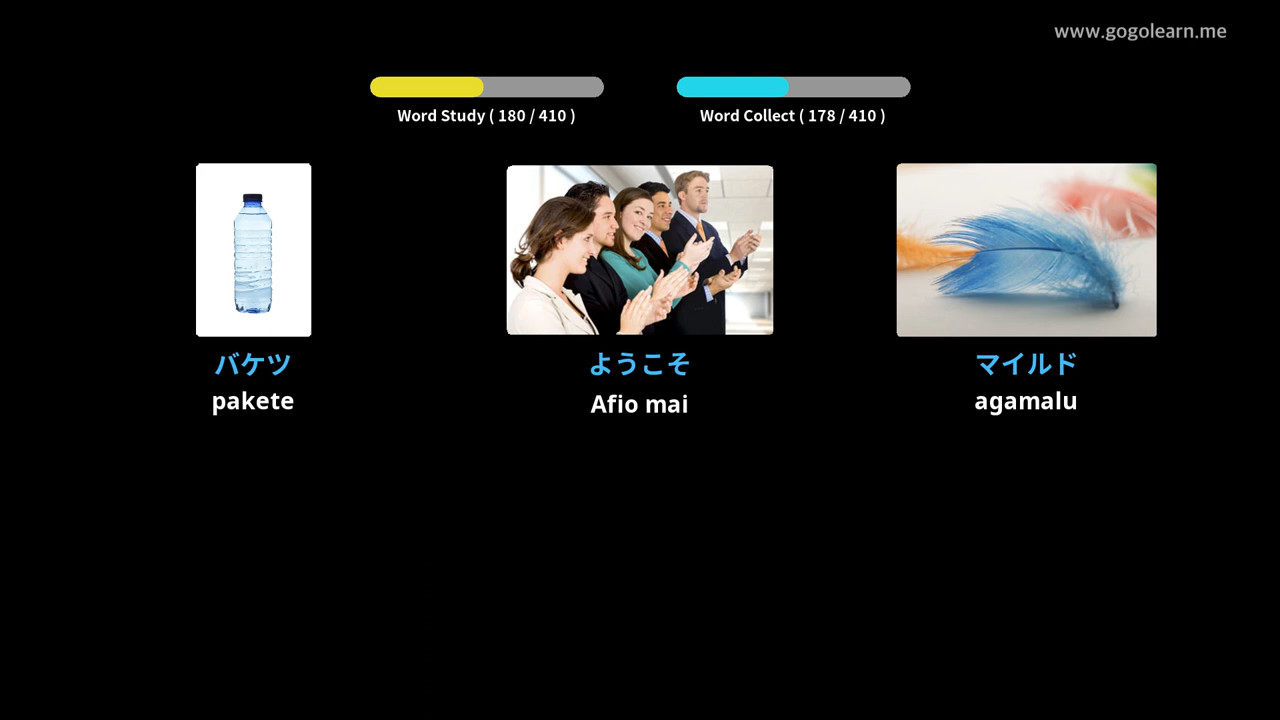 www.gogolearn.me
Word Study ( 180 / 410 )
Word Collect ( 178 / 410 )
バケツ
pakete
ようこそ
Afio mai
マイルド
agamalu